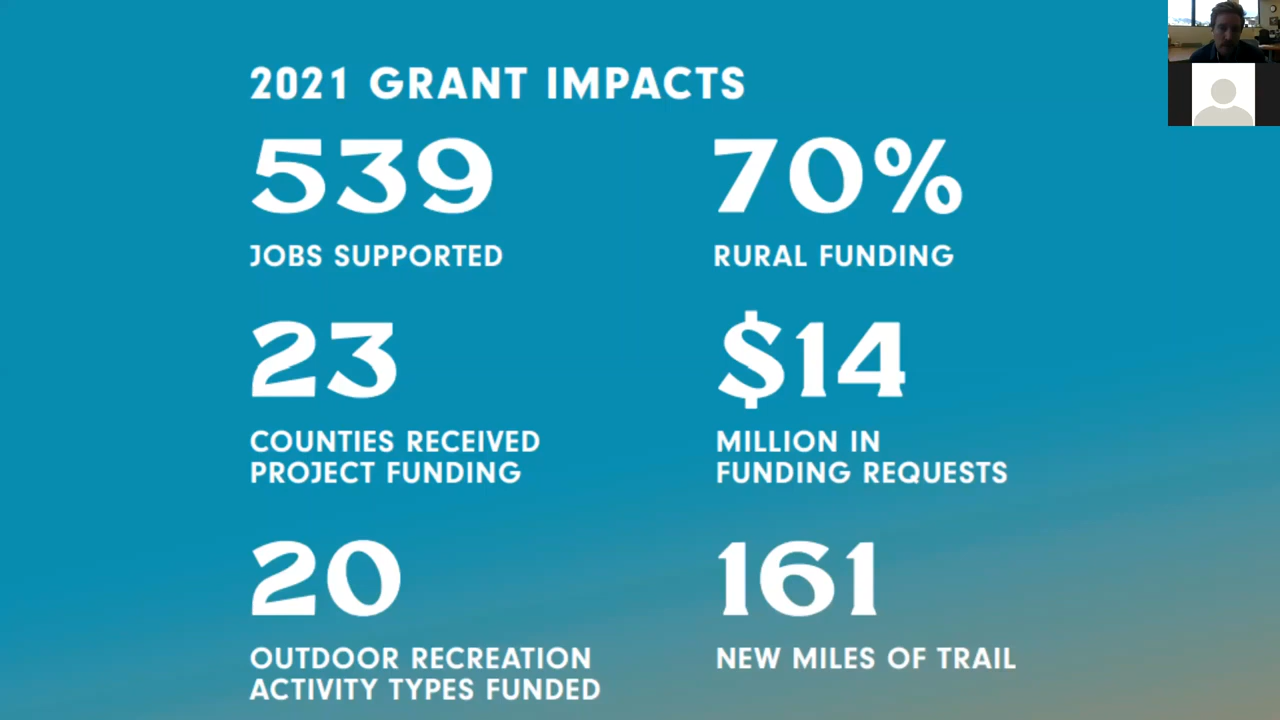 2021 GRANT IMPACTS
539
JOBS SUPPORTED
70%
RURAL FUNDING
23
COUNTIES RECEIVED
PROJECT FUNDING
$14
MILLION IN
FUNDING REQUESTS
20
OUTDOOR RECREATION
ACTIVITY TYPES FUNDED
161
NEW MILES OF TRAIL